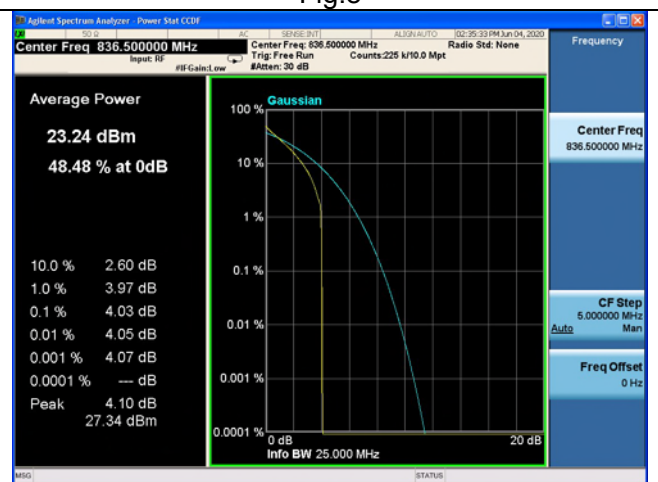 Agilent Spectrum Analyzer - Power Stat CCDF
50 Ω AC SENSE:INT ALIGN AUTO 02:35:33 PM Jun 04, 2020
Center Freq 836.500000 MHz
Input: RF
#IFGain:Low
Center Freq: 836.500000 MHz
Trig: Free Run Counts:225 k/10.0 Mpt
#Atten: 30 dB
Radio Std: None
Frequency
Average Power
23.24 dBm
48.48 % at 0dB
10.0 % 2.60 dB
1.0 % 3.97 dB
0.1 % 4.03 dB
0.01 % 4.05 dB
0.001 % 4.07 dB
0.0001 % --- dB
Peak 4.10 dB
27.34 dBm
Gaussian
100 %
10 %
1 %
0.1 %
0.01 %
0.001 %
0.0001 %
0 dB
20 dB
Info BW 25.000 MHz
Center Freq
836.500000 MHz
CF Step
5.000000 MHz
Auto Man
Freq Offset
0 Hz
MSG STATUS